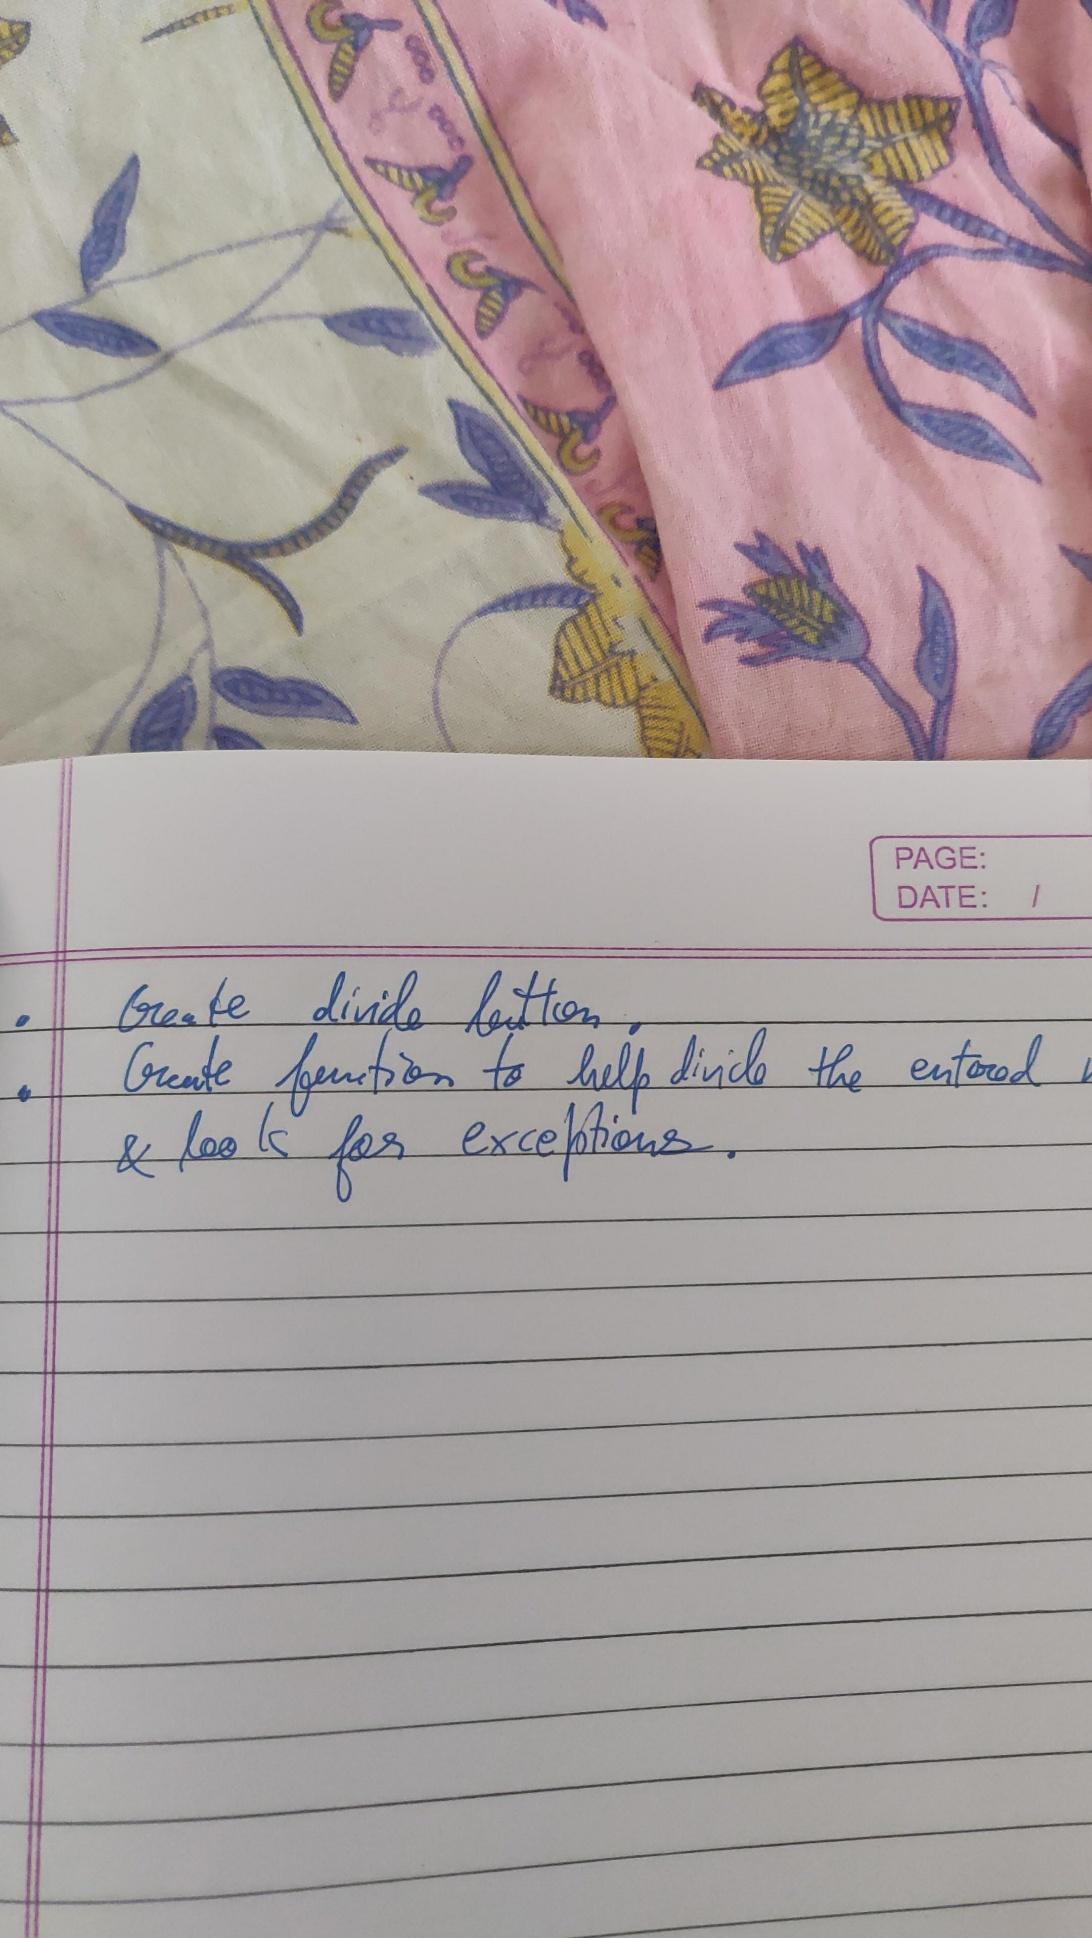 PAGE:
DATE: /
• Create divide button.
• Create function to help divide the entered
& look for exceptions.